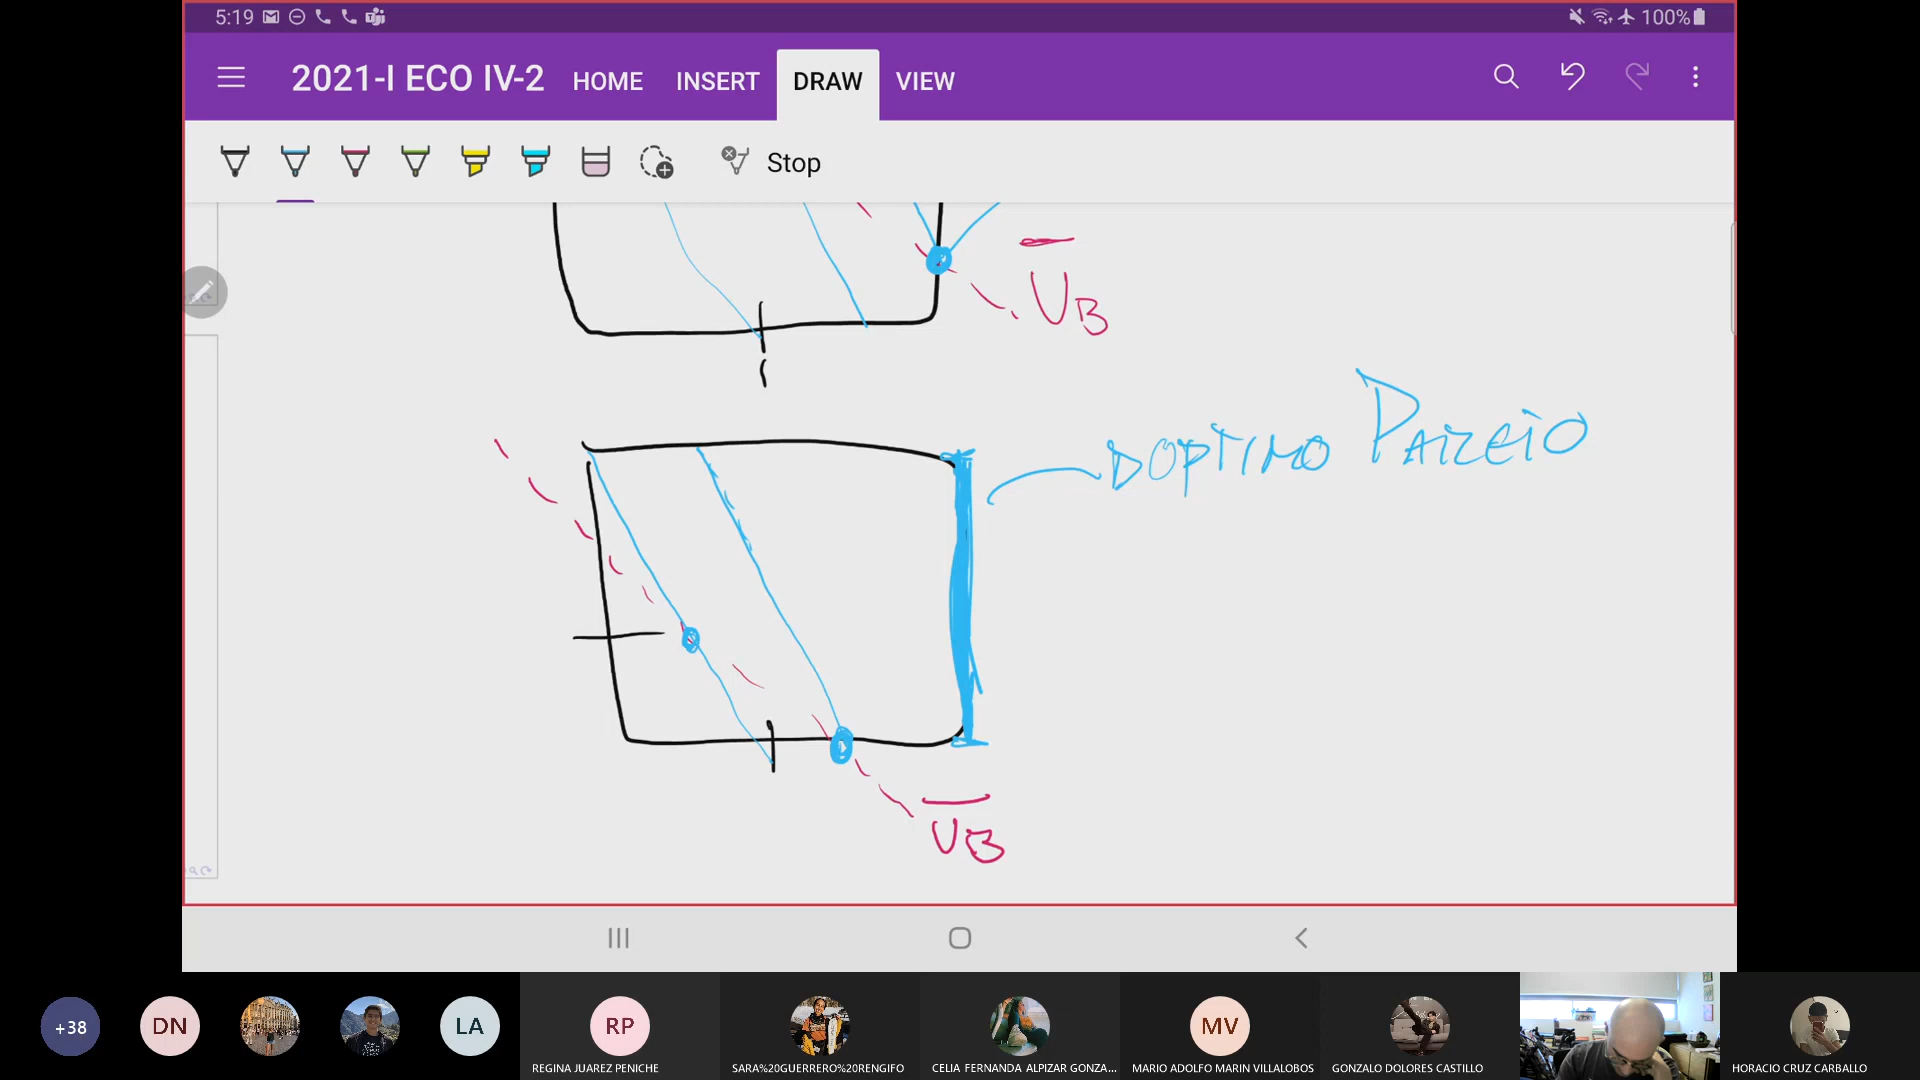 5:19 100%
2021-I ECO IV-2 HOME INSERT DRAW VIEW
Stop
UB
1
DOPTIMO PARETO
UB
+38 DN LA RP MV
REGINA JUAREZ PENICHE SARA%20GUERRERO%20RENGIFO CELIA FERNANDA ALPIZAR GONZA... MARIO ADOLFO MARIN VILLALOBOS GONZALO DOLORES CASTILLO HORACIO CRUZ CARBALLO